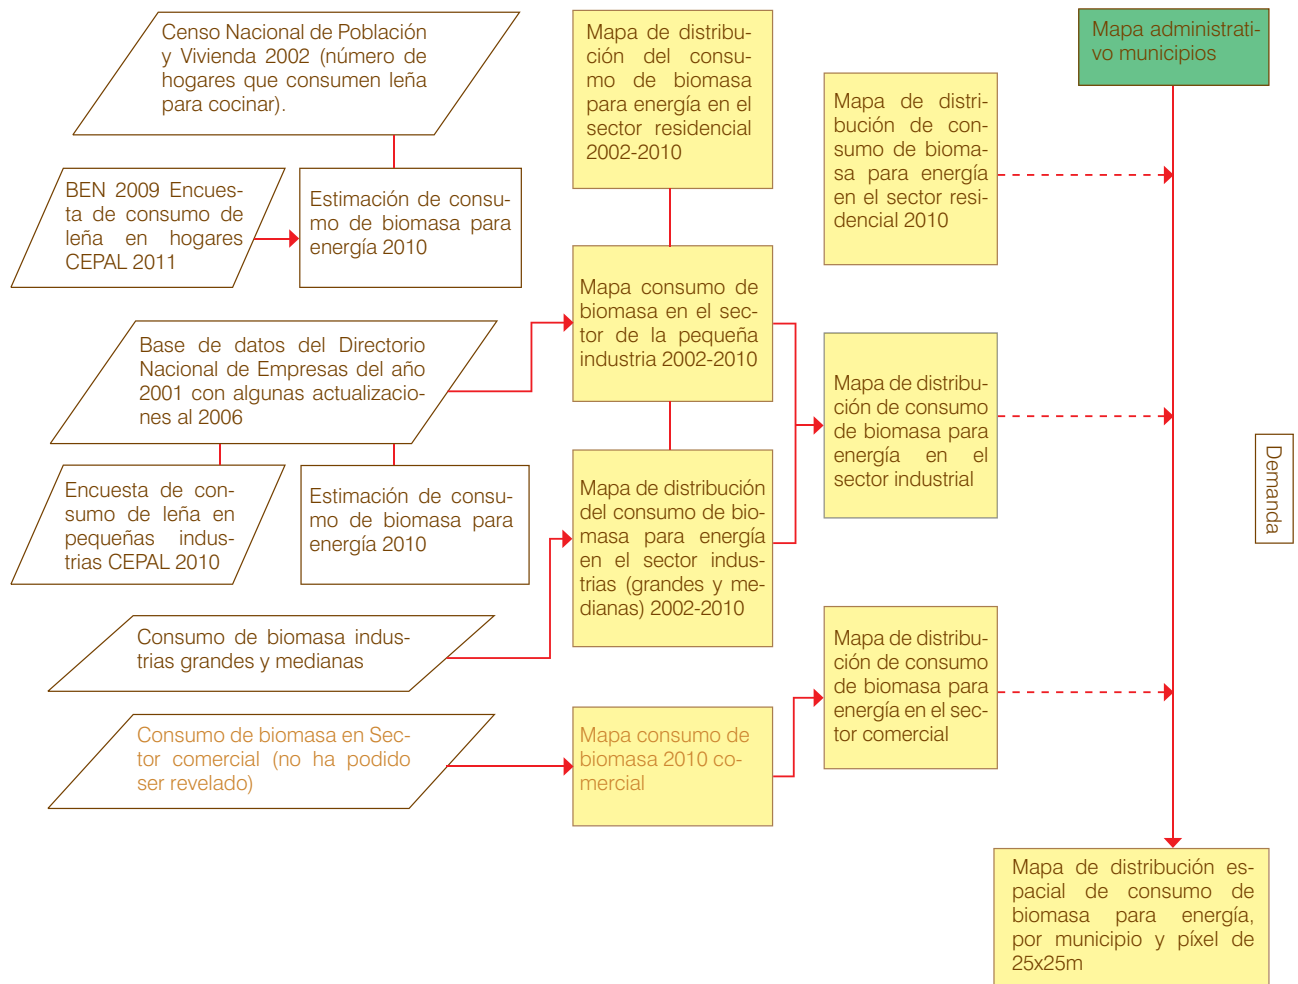 Censo Nacional de Población
y Vivienda 2002 (número de
hogares que consumen leña
para cocinar).
BEN 2009 Encues-
ta de consumo de
leña en hogares
CEPAL 2011
Estimación de consu-
mo de biomasa para
energía 2010
Base de datos del Directorio
Nacional de Empresas del año
2001 con algunas actualizacio-
nes al 2006
Encuesta de con-
sumo de leña en
pequeñas indus-
trias CEPAL 2010
Estimación de consu-
mo de biomasa para
energía 2010
Consumo de biomasa indus-
trias grandes y medianas
Consumo de biomasa en Sec-
tor comercial (no ha podido
ser revelado)
Mapa de distribu-
ción del consu-
mo de biomasa
para energía en el
sector residencial
2002-2010
Mapa consumo de
biomasa en el sec-
tor de la pequeña
industria 2002-2010
Mapa de distribución
del consumo de bio-
masa para energía
en el sector indus-
trias (grandes y me-
dianas) 2002-2010
Mapa consumo de
biomasa 2010 co-
mercial
Mapa de distri-
bución de con-
sumo de bioma-
sa para energía
en el sector resi-
dencial 2010
Mapa de distribu-
ción de consumo
de biomasa para
energía en el
sector industrial
Mapa de distribu-
ción de consumo
de biomasa para
energía en el sec-
tor comercial
Mapa administrati-
vo municipios
Demanda
Mapa de distribución es-
pacial de consumo de
biomasa para energía,
por municipio y píxel de
25x25m